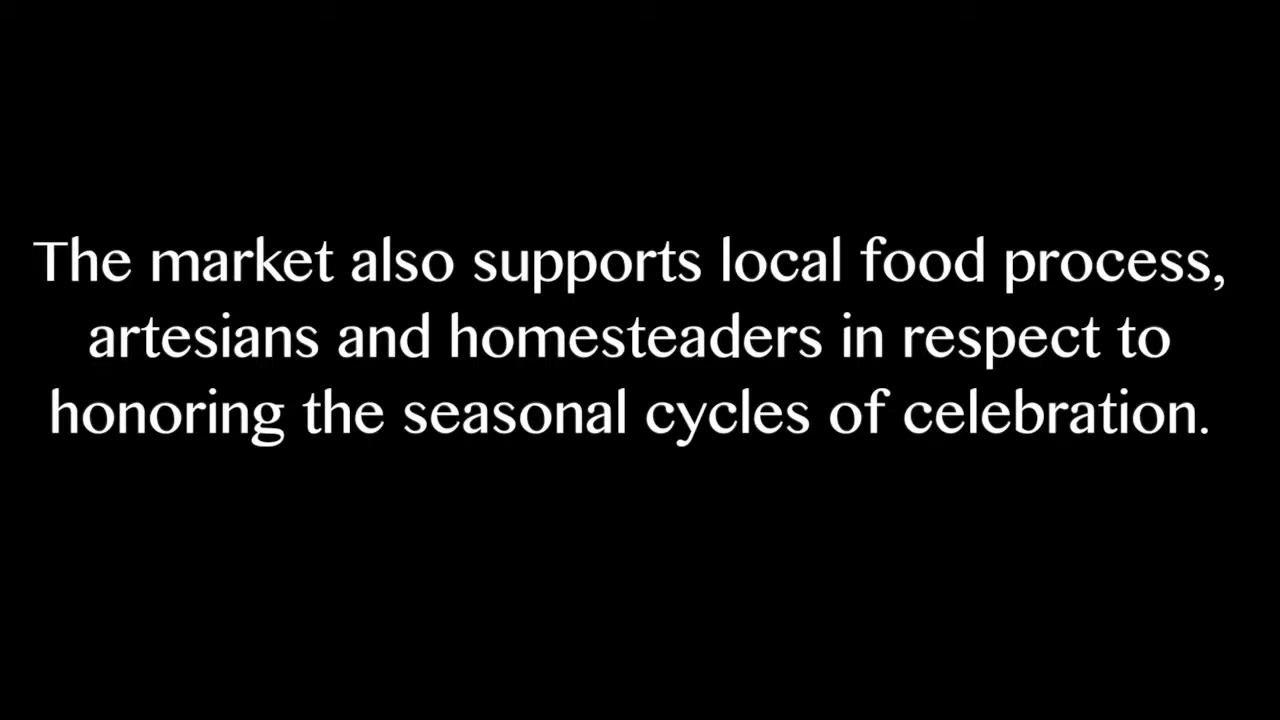 The market also supports local food process,
artesians and homesteaders in respect to
honoring the seasonal cycles of celebration.